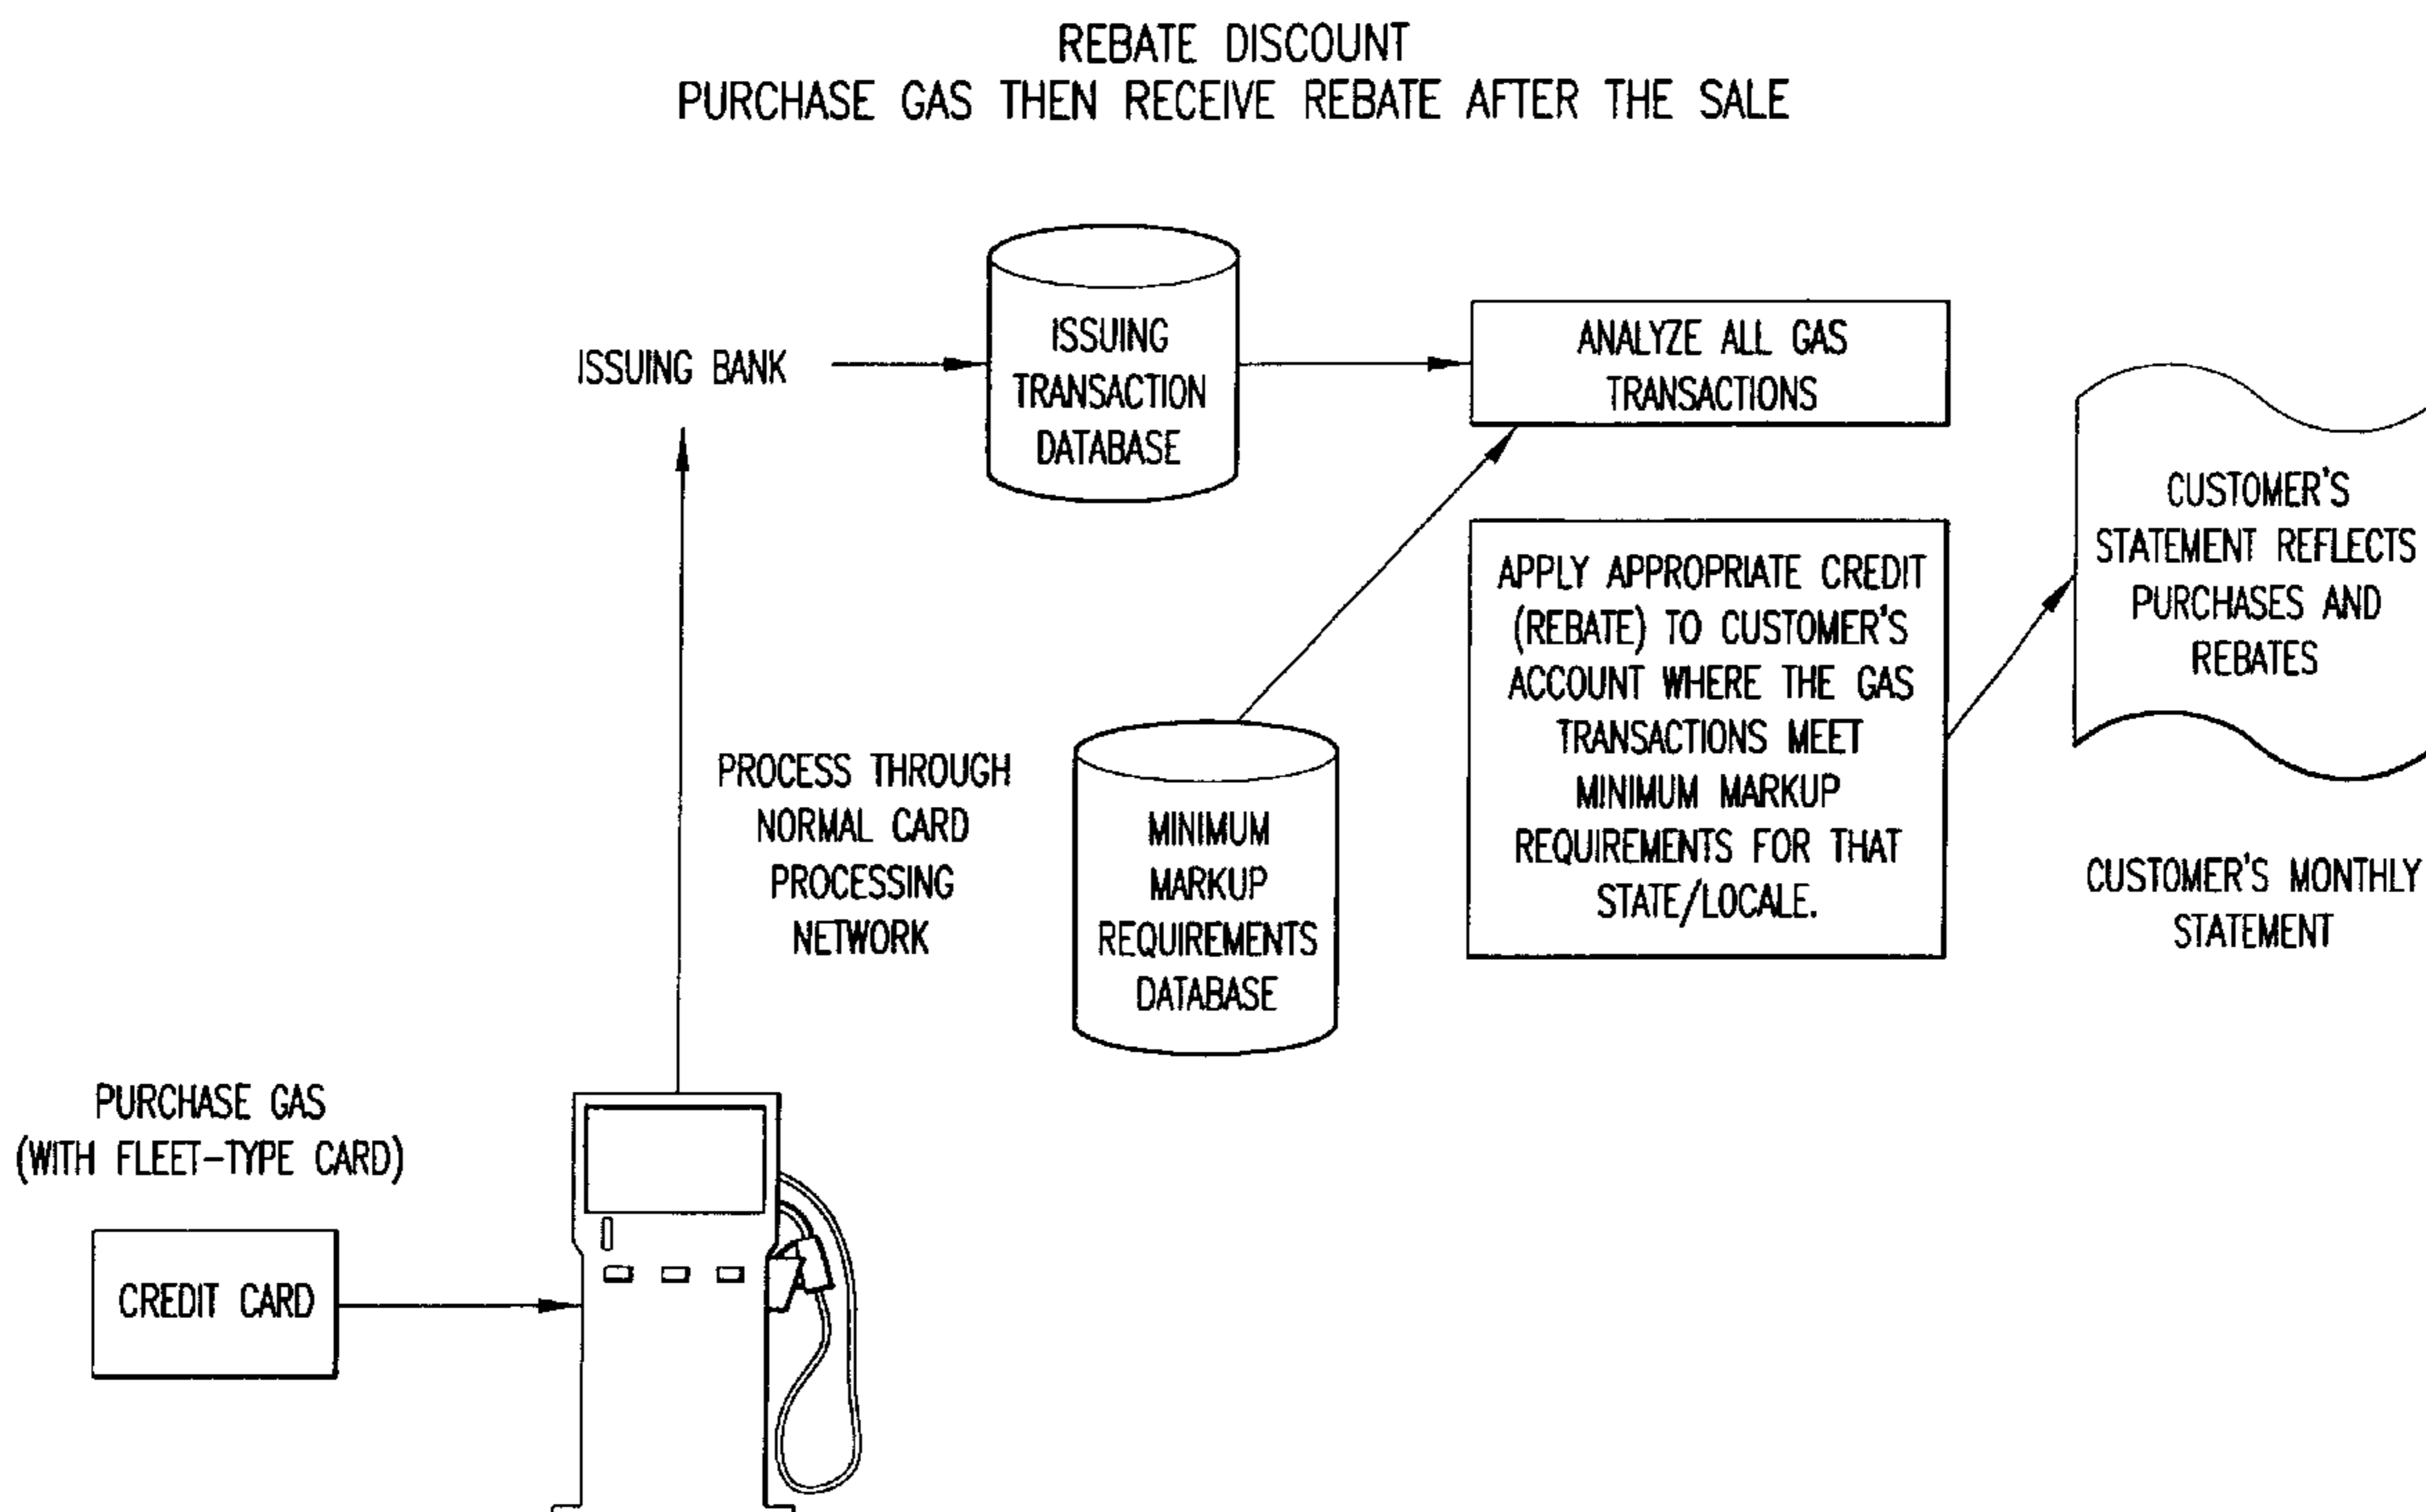 REBATE DISCOUNT
PURCHASE GAS THEN RECEIVE REBATE AFTER THE SALE
ISSUING BANK
ISSUING
TRANSACTION
DATABASE
ANALYZE ALL GAS
TRANSACTIONS
APPLY APPROPRIATE CREDIT
(REBATE) TO CUSTOMER'S
ACCOUNT WHERE THE GAS
TRANSACTIONS MEET
MINIMUM MARKUP
REQUIREMENTS FOR THAT
STATE/LOCALE.
CUSTOMER'S
STATEMENT REFLECTS
PURCHASES AND
REBATES
CUSTOMER'S MONTHLY
STATEMENT
PROCESS THROUGH
NORMAL CARD
PROCESSING
NETWORK
MINIMUM
MARKUP
REQUIREMENTS
DATABASE
PURCHASE GAS
(WITH FLEET-TYPE CARD)
CREDIT CARD